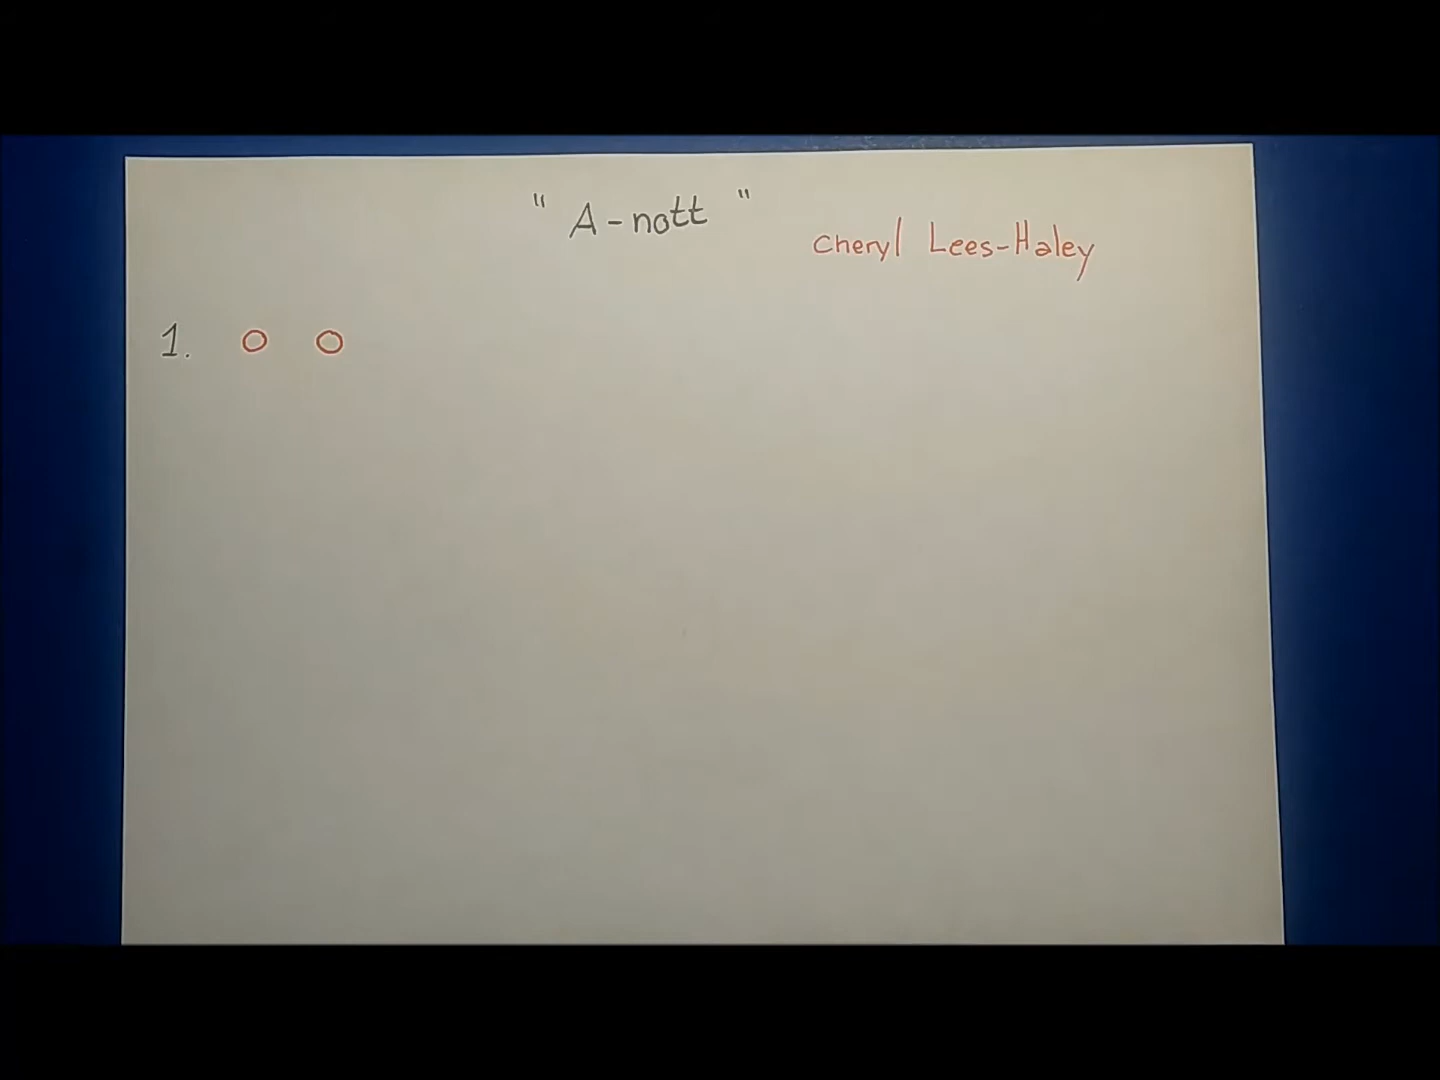 " A-nott "
Cheryl Lees-Haley
1. O O